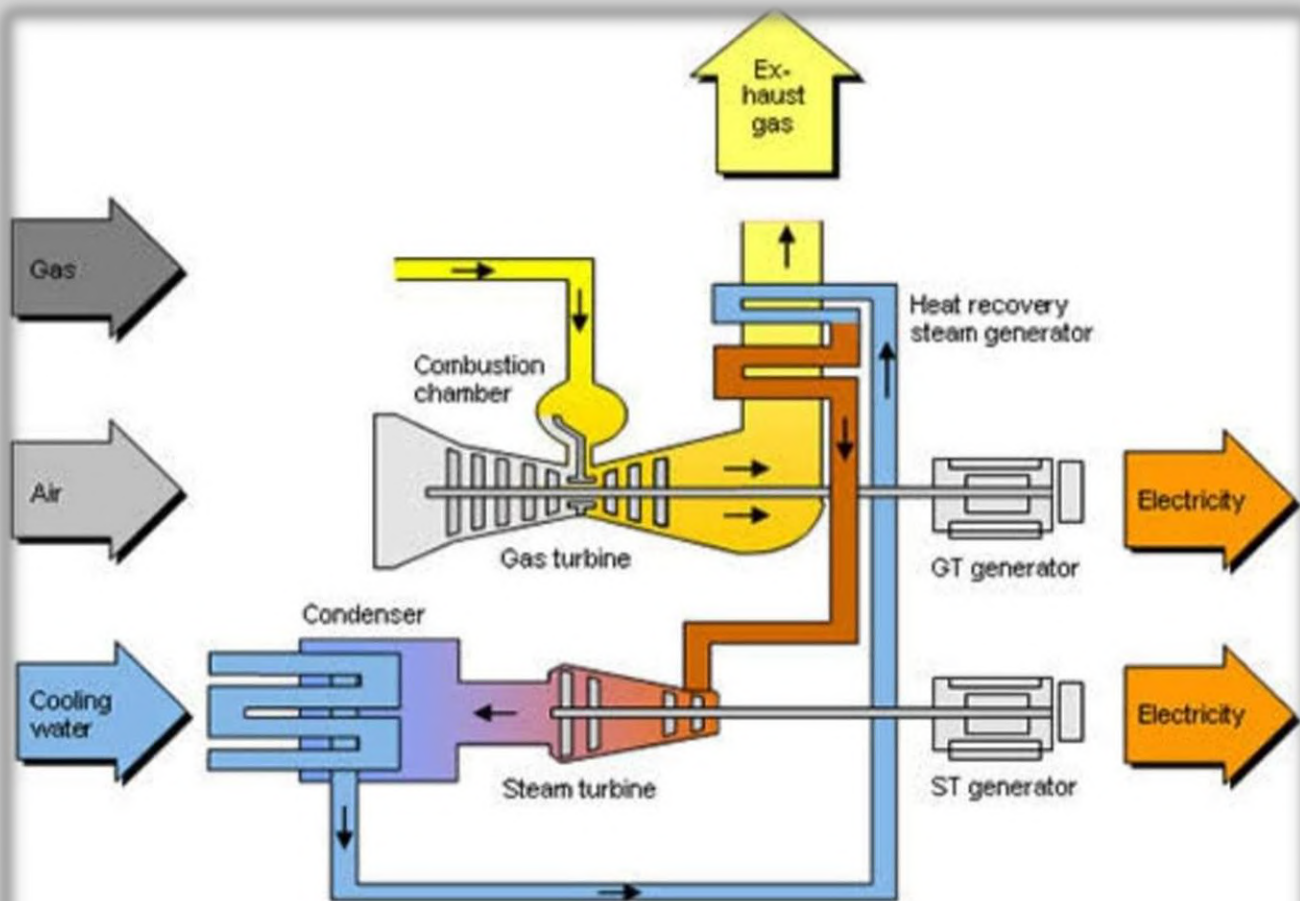 Ex-
haust
gas
Gas
Heat recovery
steam generator
Combustion
chamber
Air
Electricity
Gas turbine
GT generator
Condenser
Cooling
water
Electricity
Steam turbine
ST generator